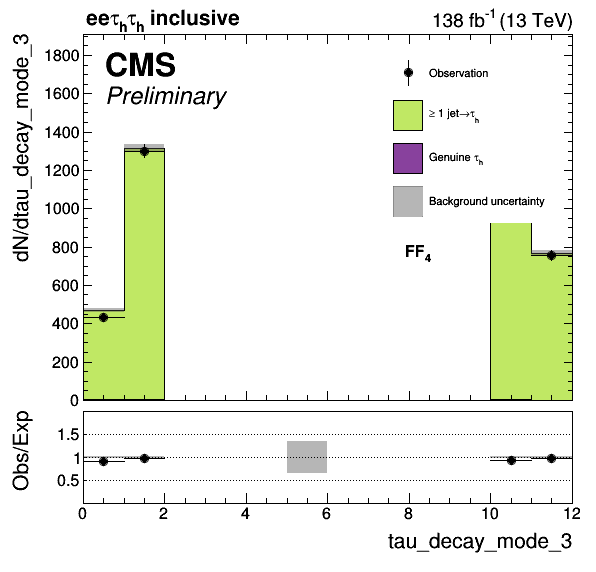 eeτhτh inclusive
138 fb-1 (13 TeV)
CMS
Preliminary
Observation
≥ 1 jet→τh
Genuine τh
Background uncertainty
FF4
dN/dtau_decay_mode_3
1800
1600
1400
1200
1000
800
600
400
200
0
Obs/Exp
1.5
1
0.5
0 2 4 6 8 10 12
tau_decay_mode_3